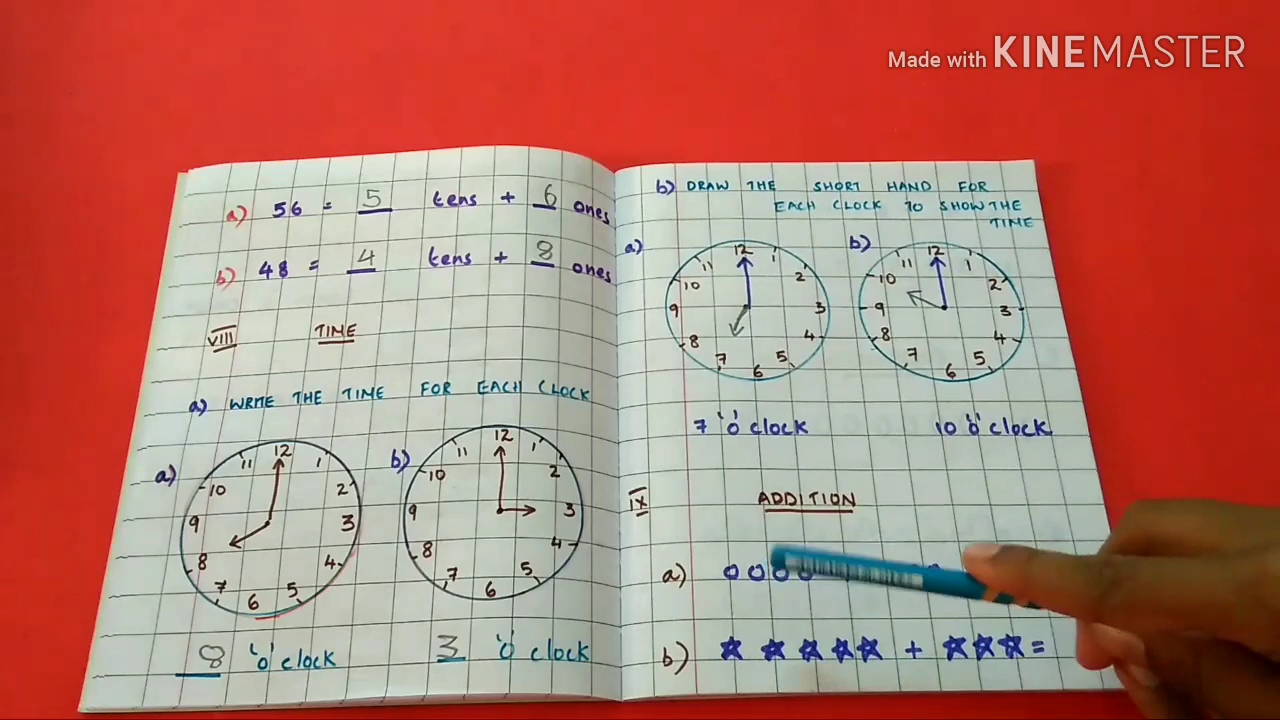 Made with KINEMASTER
a) 56 = 5 tens + 6 ones
b) 48 = 4 tens + 8 ones
VIII TIME
a) WRITE THE TIME FOR EACH CLOCK
a)
12
1
2
3
4
5
6
7
8
9
10
11
b)
12
1
2
3
4
5
6
7
8
9
10
11
8 'O' clock
3 'O' clock
b) DRAW THE SHORT HAND FOR
EACH CLOCK TO SHOW THE
TIME
a)
12
1
2
3
4
5
6
7
8
9
10
11
b)
12
1
2
3
4
5
6
7
8
9
10
11
7 'O' clock
10 'O' clock
IX ADDITION
a)
b) + =